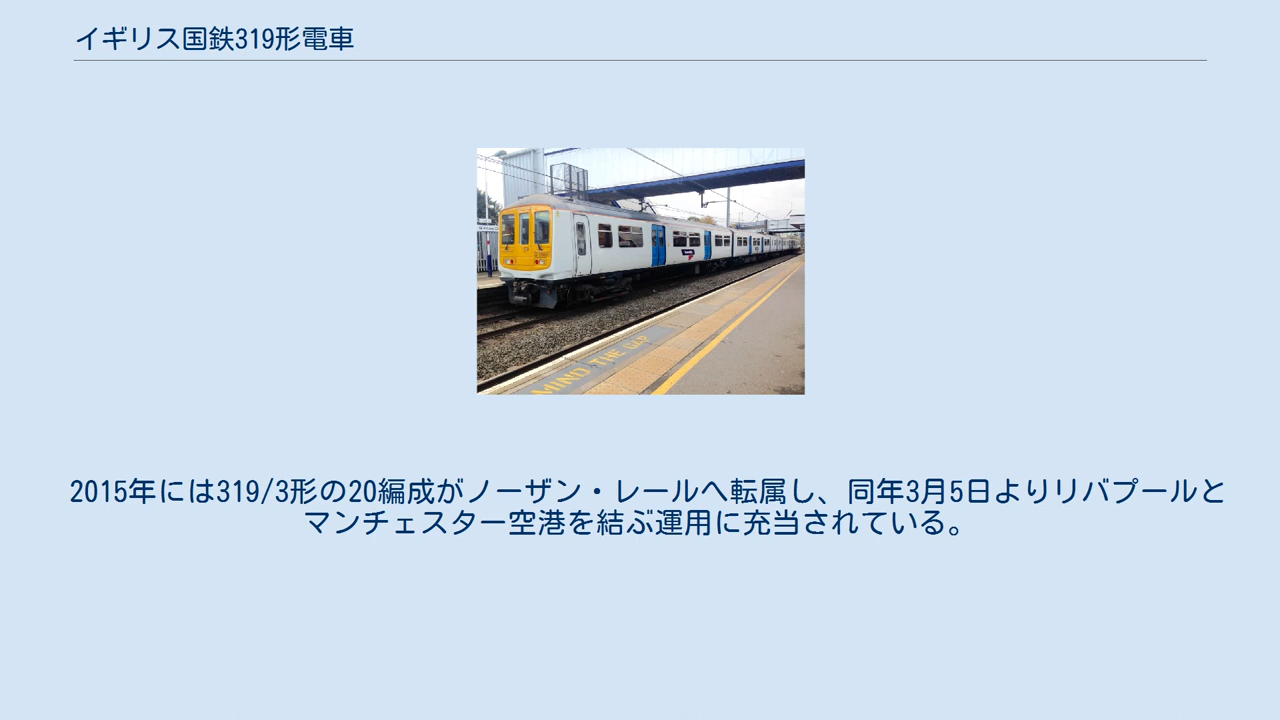 イギリス国鉄319形電車
MIND THE GAP
2015年には319/3形の20編成がノーザン・レールへ転属し、同年3月5日よりリバプールと
マンチェスター空港を結ぶ運用に充当されている。